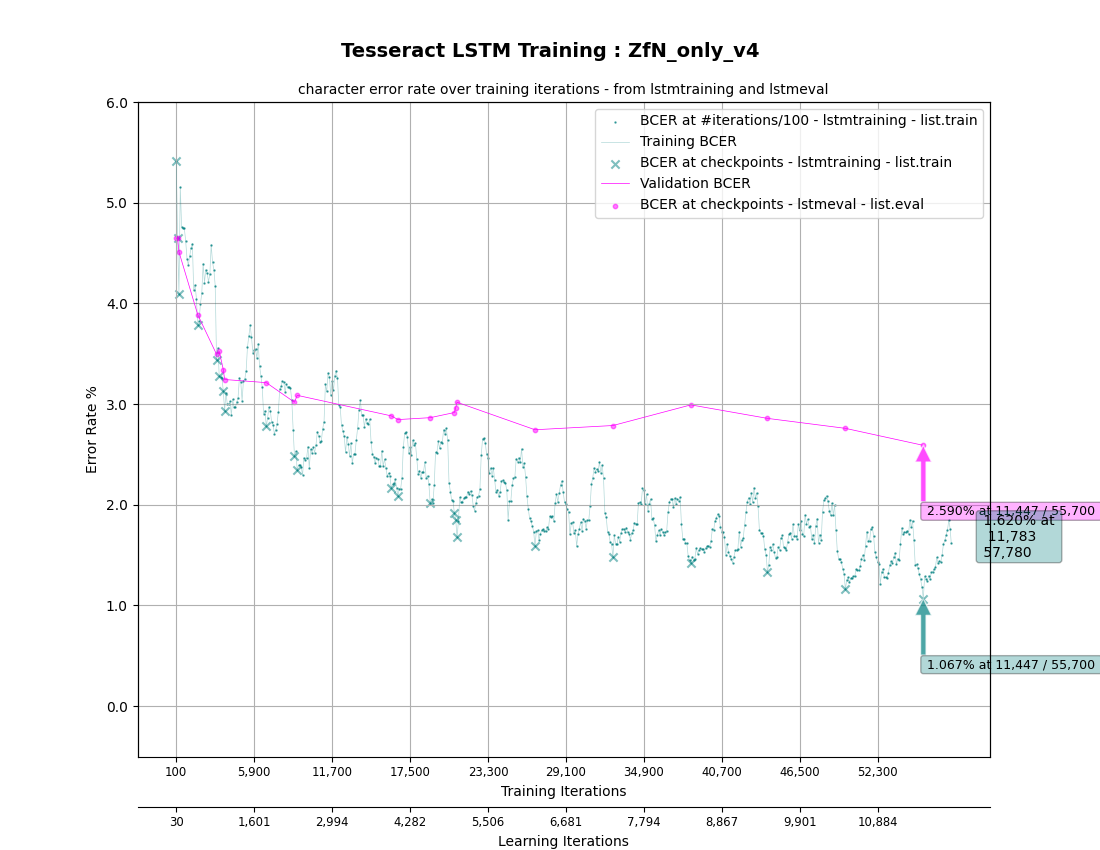 Tesseract LSTM Training : ZfN_only_v4
character error rate over training iterations - from lstmtraining and lstmeval
BCER at #iterations/100 - lstmtraining - list.train
Training BCER
BCER at checkpoints - lstmtraining - list.train
Validation BCER
BCER at checkpoints - lstmeval - list.eval
Error Rate %
6.0
5.0
4.0
3.0
2.0
1.0
0.0
2.590% at 11,447 / 55,700
1.620% at
11,783
57,780
1.067% at 11,447 / 55,700
100 5,900 11,700 17,500 23,300 29,100 34,900 40,700 46,500 52,300
Training Iterations
30 1,601 2,994 4,282 5,506 6,681 7,794 8,867 9,901 10,884
Learning Iterations